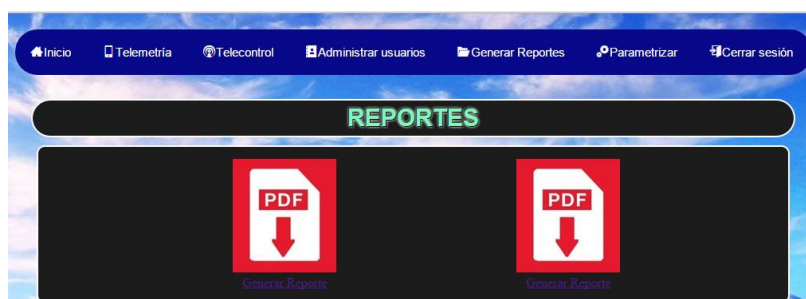 Inicio Telemetría Telecontrol Administrar usuarios Generar Reportes Parametrizar Cerrar sesión
REPORTES
PDF PDF
Generar Reporte Generar Reporte